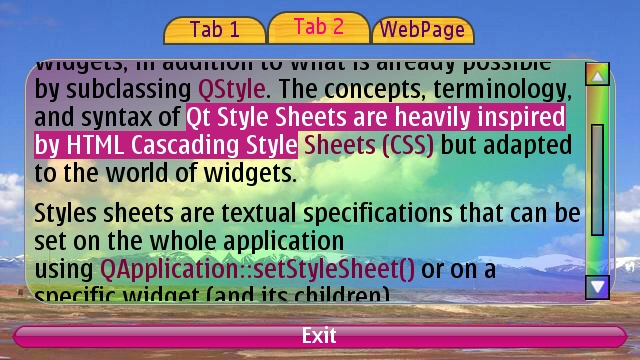 Tab 1 Tab 2 WebPage
widgets, in addition to what is already possible
by subclassing QStyle. The concepts, terminology,
and syntax of Qt Style Sheets are heavily inspired
by HTML Cascading Style Sheets (CSS) but adapted
to the world of widgets.
Styles sheets are textual specifications that can be
set on the whole application
using QApplication::setStyleSheet() or on a
specific widget (and its children)
Exit